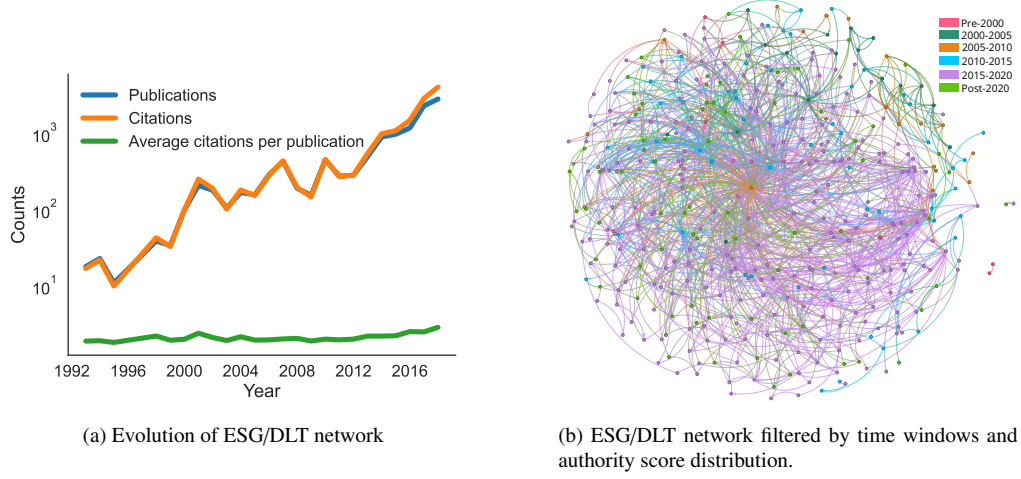 Publications
Citations
Average citations per publication
10³
10²
10¹
Counts
1992 1996 2000 2004 2008 2012 2016
Year
(a) Evolution of ESG/DLT network
Pre-2000
2000-2005
2005-2010
2010-2015
2015-2020
Post-2020
(b) ESG/DLT network filtered by time windows and
authority score distribution.